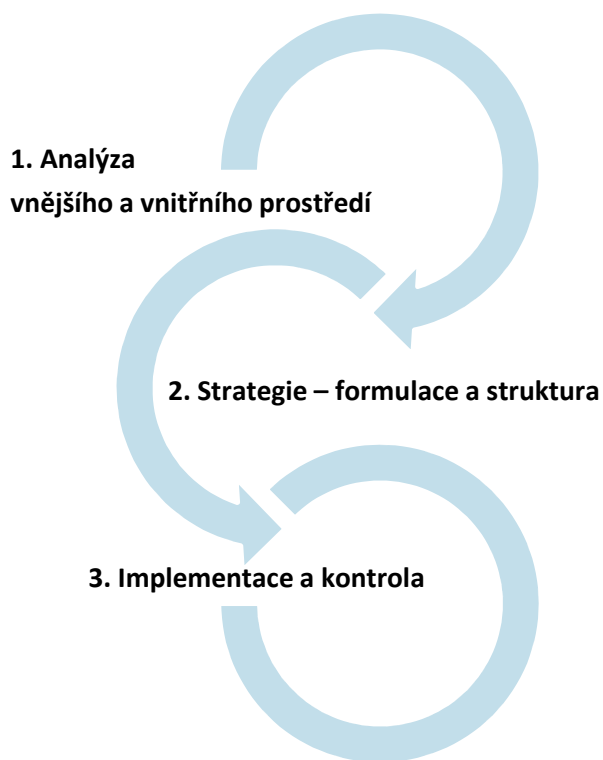 1. Analýza
vnějšího a vnitřního prostředí
2. Strategie – formulace a struktura
3. Implementace a kontrola